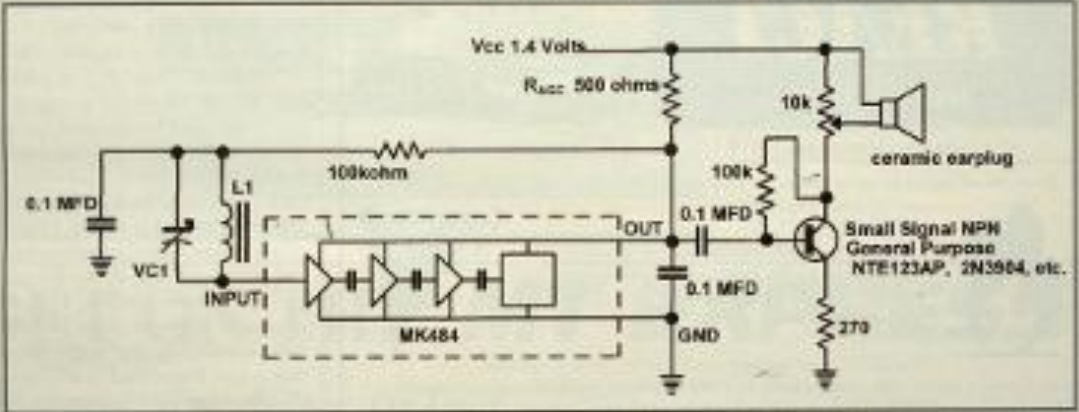 Vcc 1.4 Volts
RAGC 500 ohms
10k
ceramic earplug
100kohm
100k
L1
0.1 MFD
0.1 MFD
OUT
Small Signal NPN
General Purpose
NTE123AP, 2N3904, etc.
VC1
INPUT
0.1 MFD
MK484
GND
270